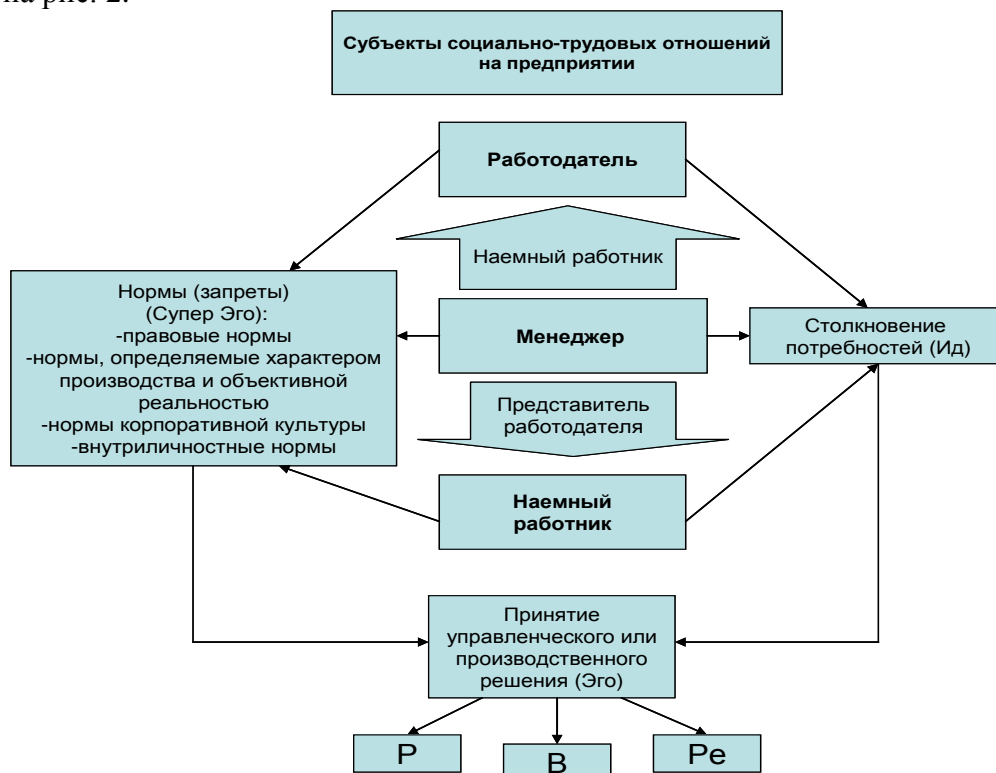 на рис. 2.
Субъекты социально-трудовых отношений
на предприятии
Работодатель
Наемный работник
Нормы (запреты)
(Супер Эго):
-правовые нормы
-нормы, определяемые характером
производства и объективной
реальностью
-нормы корпоративной культуры
-внутриличностные нормы
Менеджер
Столкновение
потребностей (Ид)
Представитель
работодателя
Наемный
работник
Принятие
управленческого или
производственного
решения (Эго)
Р
В
Ре